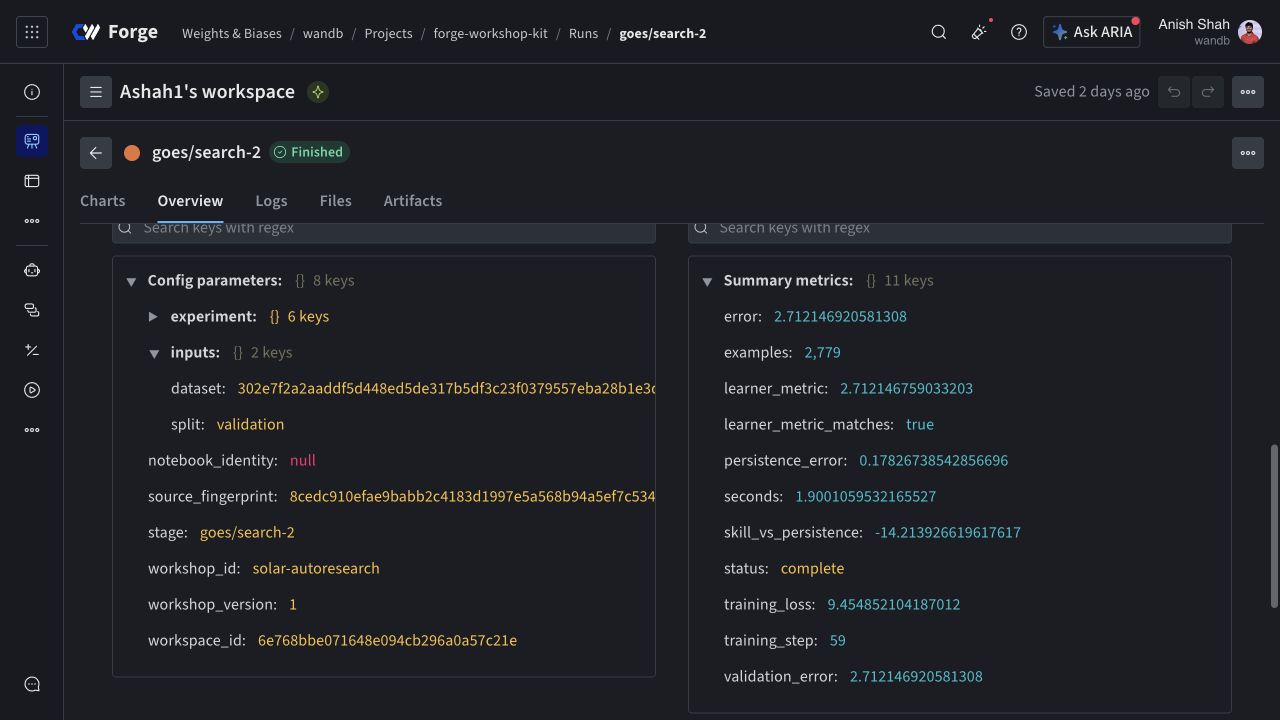 Forge
Weights & Biases / wandb / Projects / forge-workshop-kit / Runs / goes/search-2
Ask ARIA
Anish Shah
wandb
Ashah1's workspace
Saved 2 days ago
goes/search-2
Finished
Charts
Overview
Logs
Files
Artifacts
Search keys with regex
Config parameters: {} 8 keys
experiment: {} 6 keys
inputs: {} 2 keys
dataset: 302e7f2a2aaddf5d448ed5de317b5df3c23f0379557eba28b1e3c
split: validation
notebook_identity: null
source_fingerprint: 8cedc910efae9babb2c4183d1997e5a568b94a5ef7c534
stage: goes/search-2
workshop_id: solar-autoresearch
workshop_version: 1
workspace_id: 6e768bbe071648e094cb296a0a57c21e
Search keys with regex
Summary metrics: {} 11 keys
error: 2.712146920581308
examples: 2,779
learner_metric: 2.712146759033203
learner_metric_matches: true
persistence_error: 0.17826738542856696
seconds: 1.9001059532165527
skill_vs_persistence: -14.213926619617617
status: complete
training_loss: 9.454852104187012
training_step: 59
validation_error: 2.712146920581308